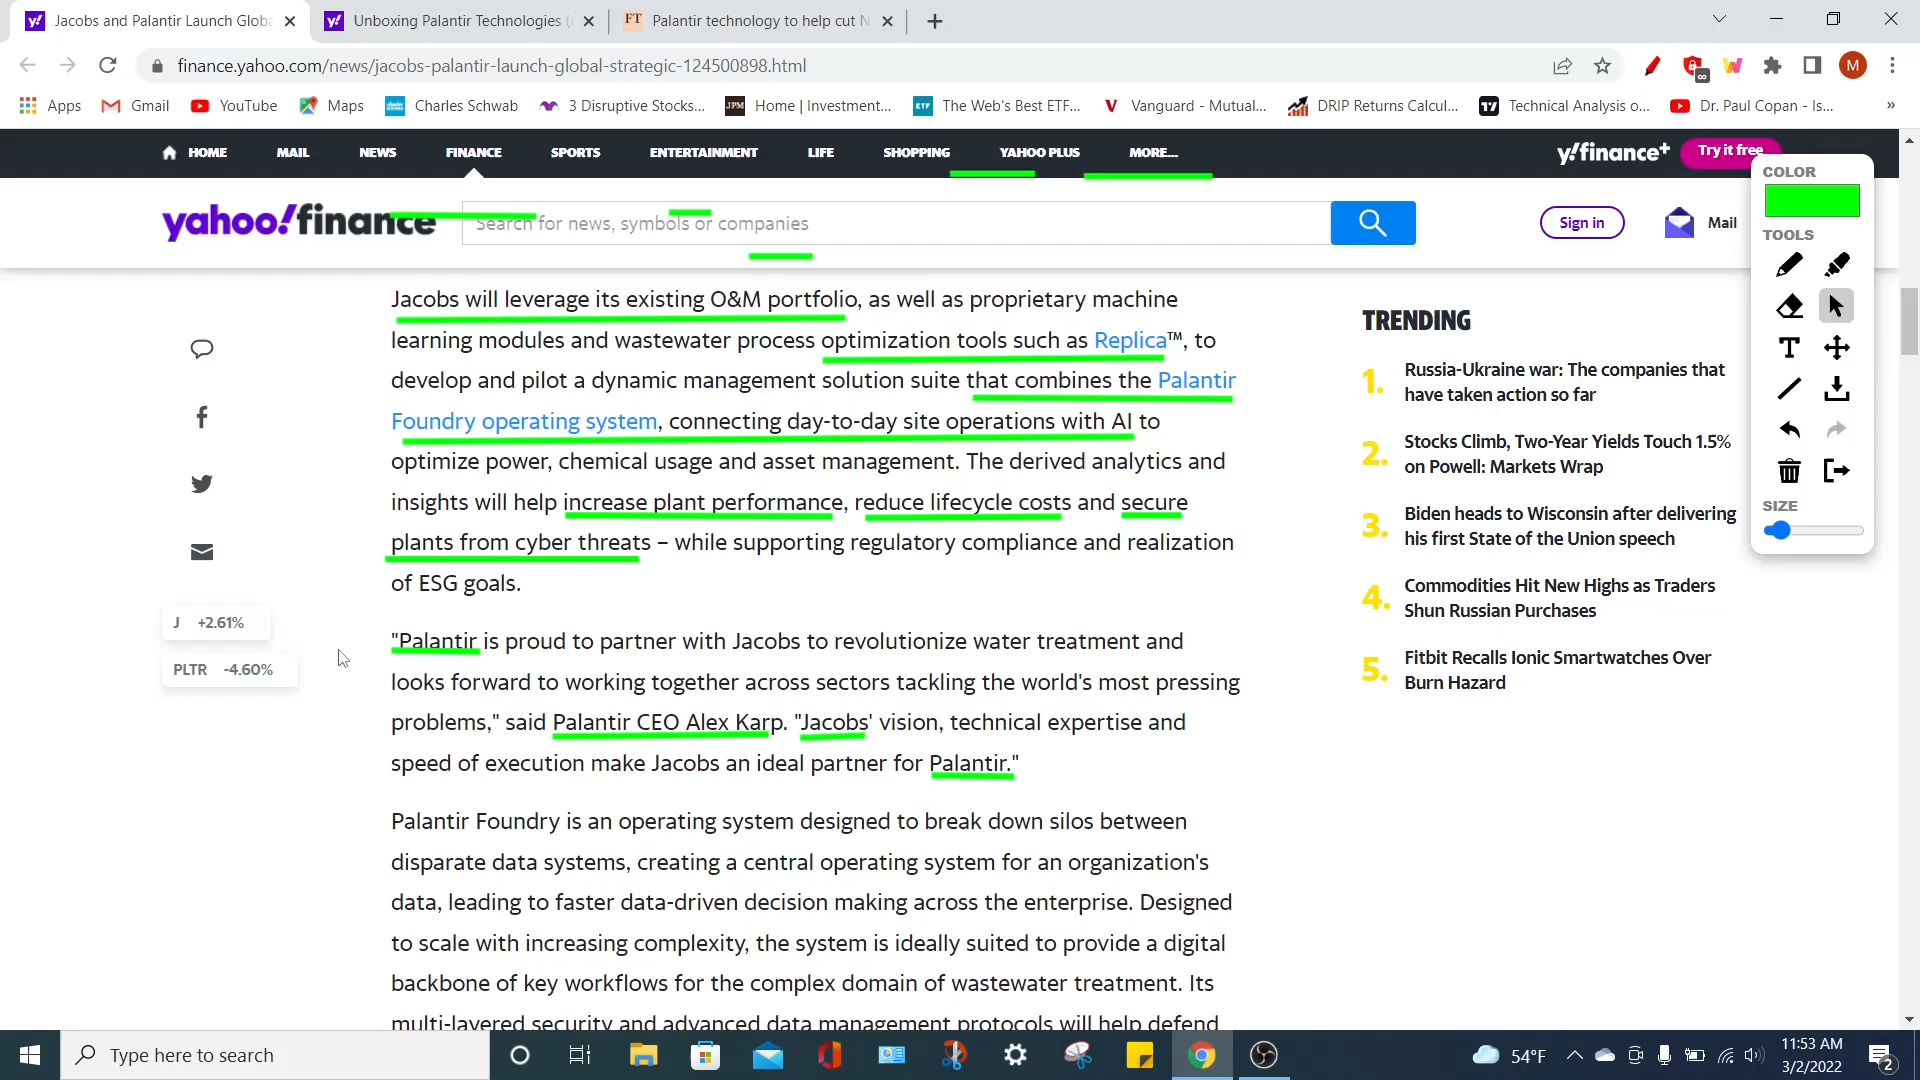 Jacobs and Palantir Launch Globa
Unboxing Palantir Technologies (
FT Palantir technology to help cut N
finance.yahoo.com/news/jacobs-palantir-launch-global-strategic-124500898.html
M
Apps Gmail YouTube Maps Charles Schwab 3 Disruptive Stocks... JPM Home | Investment... ETF The Web's Best ETF... Vanguard - Mutual... DRIP Returns Calcul... Technical Analysis o... Dr. Paul Copan - Is... »
HOME MAIL NEWS FINANCE SPORTS ENTERTAINMENT LIFE SHOPPING YAHOO PLUS MORE... y!finance+ Try it free
yahoo!finance Search for news, symbols or companies Sign in Mail
COLOR
TOOLS
SIZE
Jacobs will leverage its existing O&M portfolio, as well as proprietary machine
learning modules and wastewater process optimization tools such as Replica™, to
develop and pilot a dynamic management solution suite that combines the Palantir
Foundry operating system, connecting day-to-day site operations with AI to
optimize power, chemical usage and asset management. The derived analytics and
insights will help increase plant performance, reduce lifecycle costs and secure
plants from cyber threats – while supporting regulatory compliance and realization
of ESG goals.
J +2.61%
PLTR -4.60%
"Palantir is proud to partner with Jacobs to revolutionize water treatment and
looks forward to working together across sectors tackling the world's most pressing
problems," said Palantir CEO Alex Karp. "Jacobs' vision, technical expertise and
speed of execution make Jacobs an ideal partner for Palantir."
Palantir Foundry is an operating system designed to break down silos between
disparate data systems, creating a central operating system for an organization's
data, leading to faster data-driven decision making across the enterprise. Designed
to scale with increasing complexity, the system is ideally suited to provide a digital
backbone of key workflows for the complex domain of wastewater treatment. Its
multi-layered security and advanced data management protocols will help defend
TRENDING
1. Russia-Ukraine war: The companies that
have taken action so far
2. Stocks Climb, Two-Year Yields Touch 1.5%
on Powell: Markets Wrap
3. Biden heads to Wisconsin after delivering
his first State of the Union speech
4. Commodities Hit New Highs as Traders
Shun Russian Purchases
5. Fitbit Recalls Ionic Smartwatches Over
Burn Hazard
Type here to search
54°F
11:53 AM
3/2/2022
2